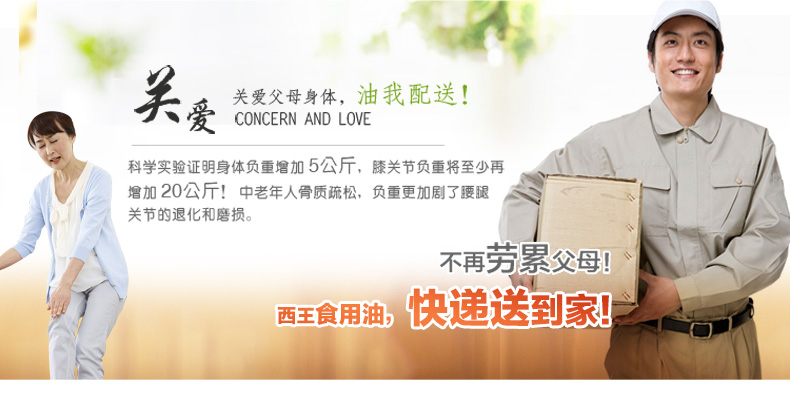 关爱
关爱父母身体，油我配送！
CONCERN AND LOVE
科学实验证明身体负重增加 5公斤，膝关节负重将至少再
增加 20公斤！ 中老年人骨质疏松，负重更加剧了腰腿
关节的退化和磨损。
不再劳累父母！
西王食用油，快递送到家！